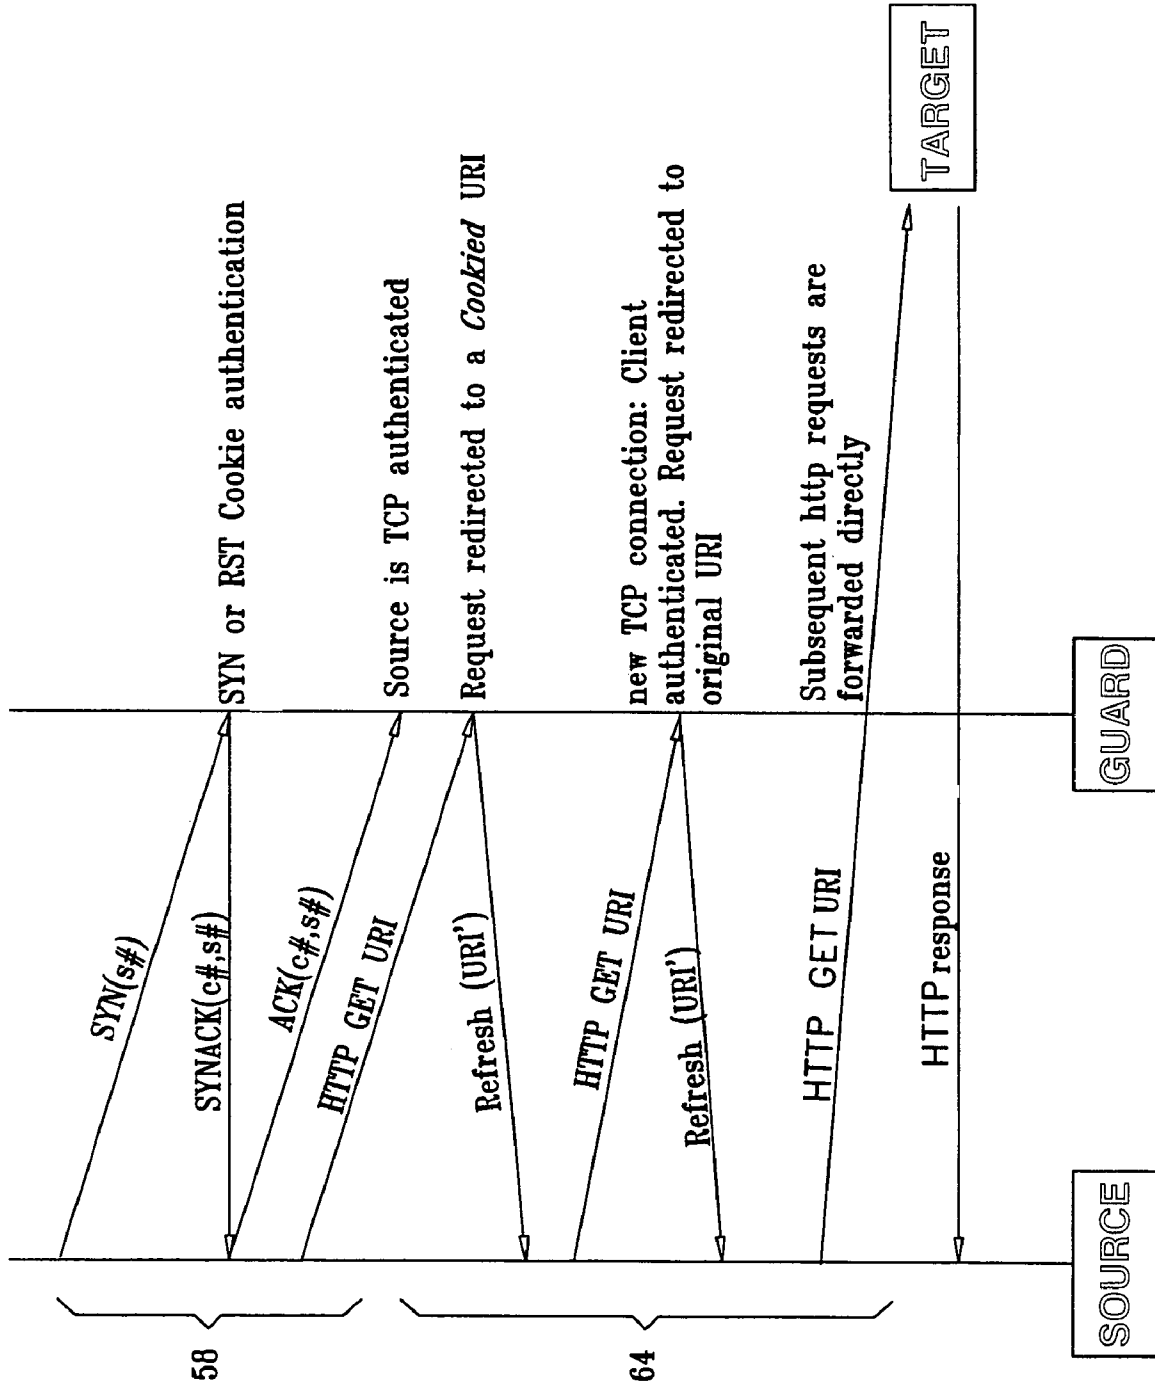 58
SYN(s#)
SYN or RST Cookie authentication
SYNACK(c#,s#)
ACK(c#,s#)
Source is TCP authenticated
HTTP GET URI
Request redirected to a Cookied URI
Refresh (URI')
64
HTTP GET URI
new TCP connection: Client
authenticated. Request redirected to
original URI
Refresh (URI')
HTTP GET URI
Subsequent http requests are
forwarded directly
HTTP response
SOURCE
GUARD
TARGET